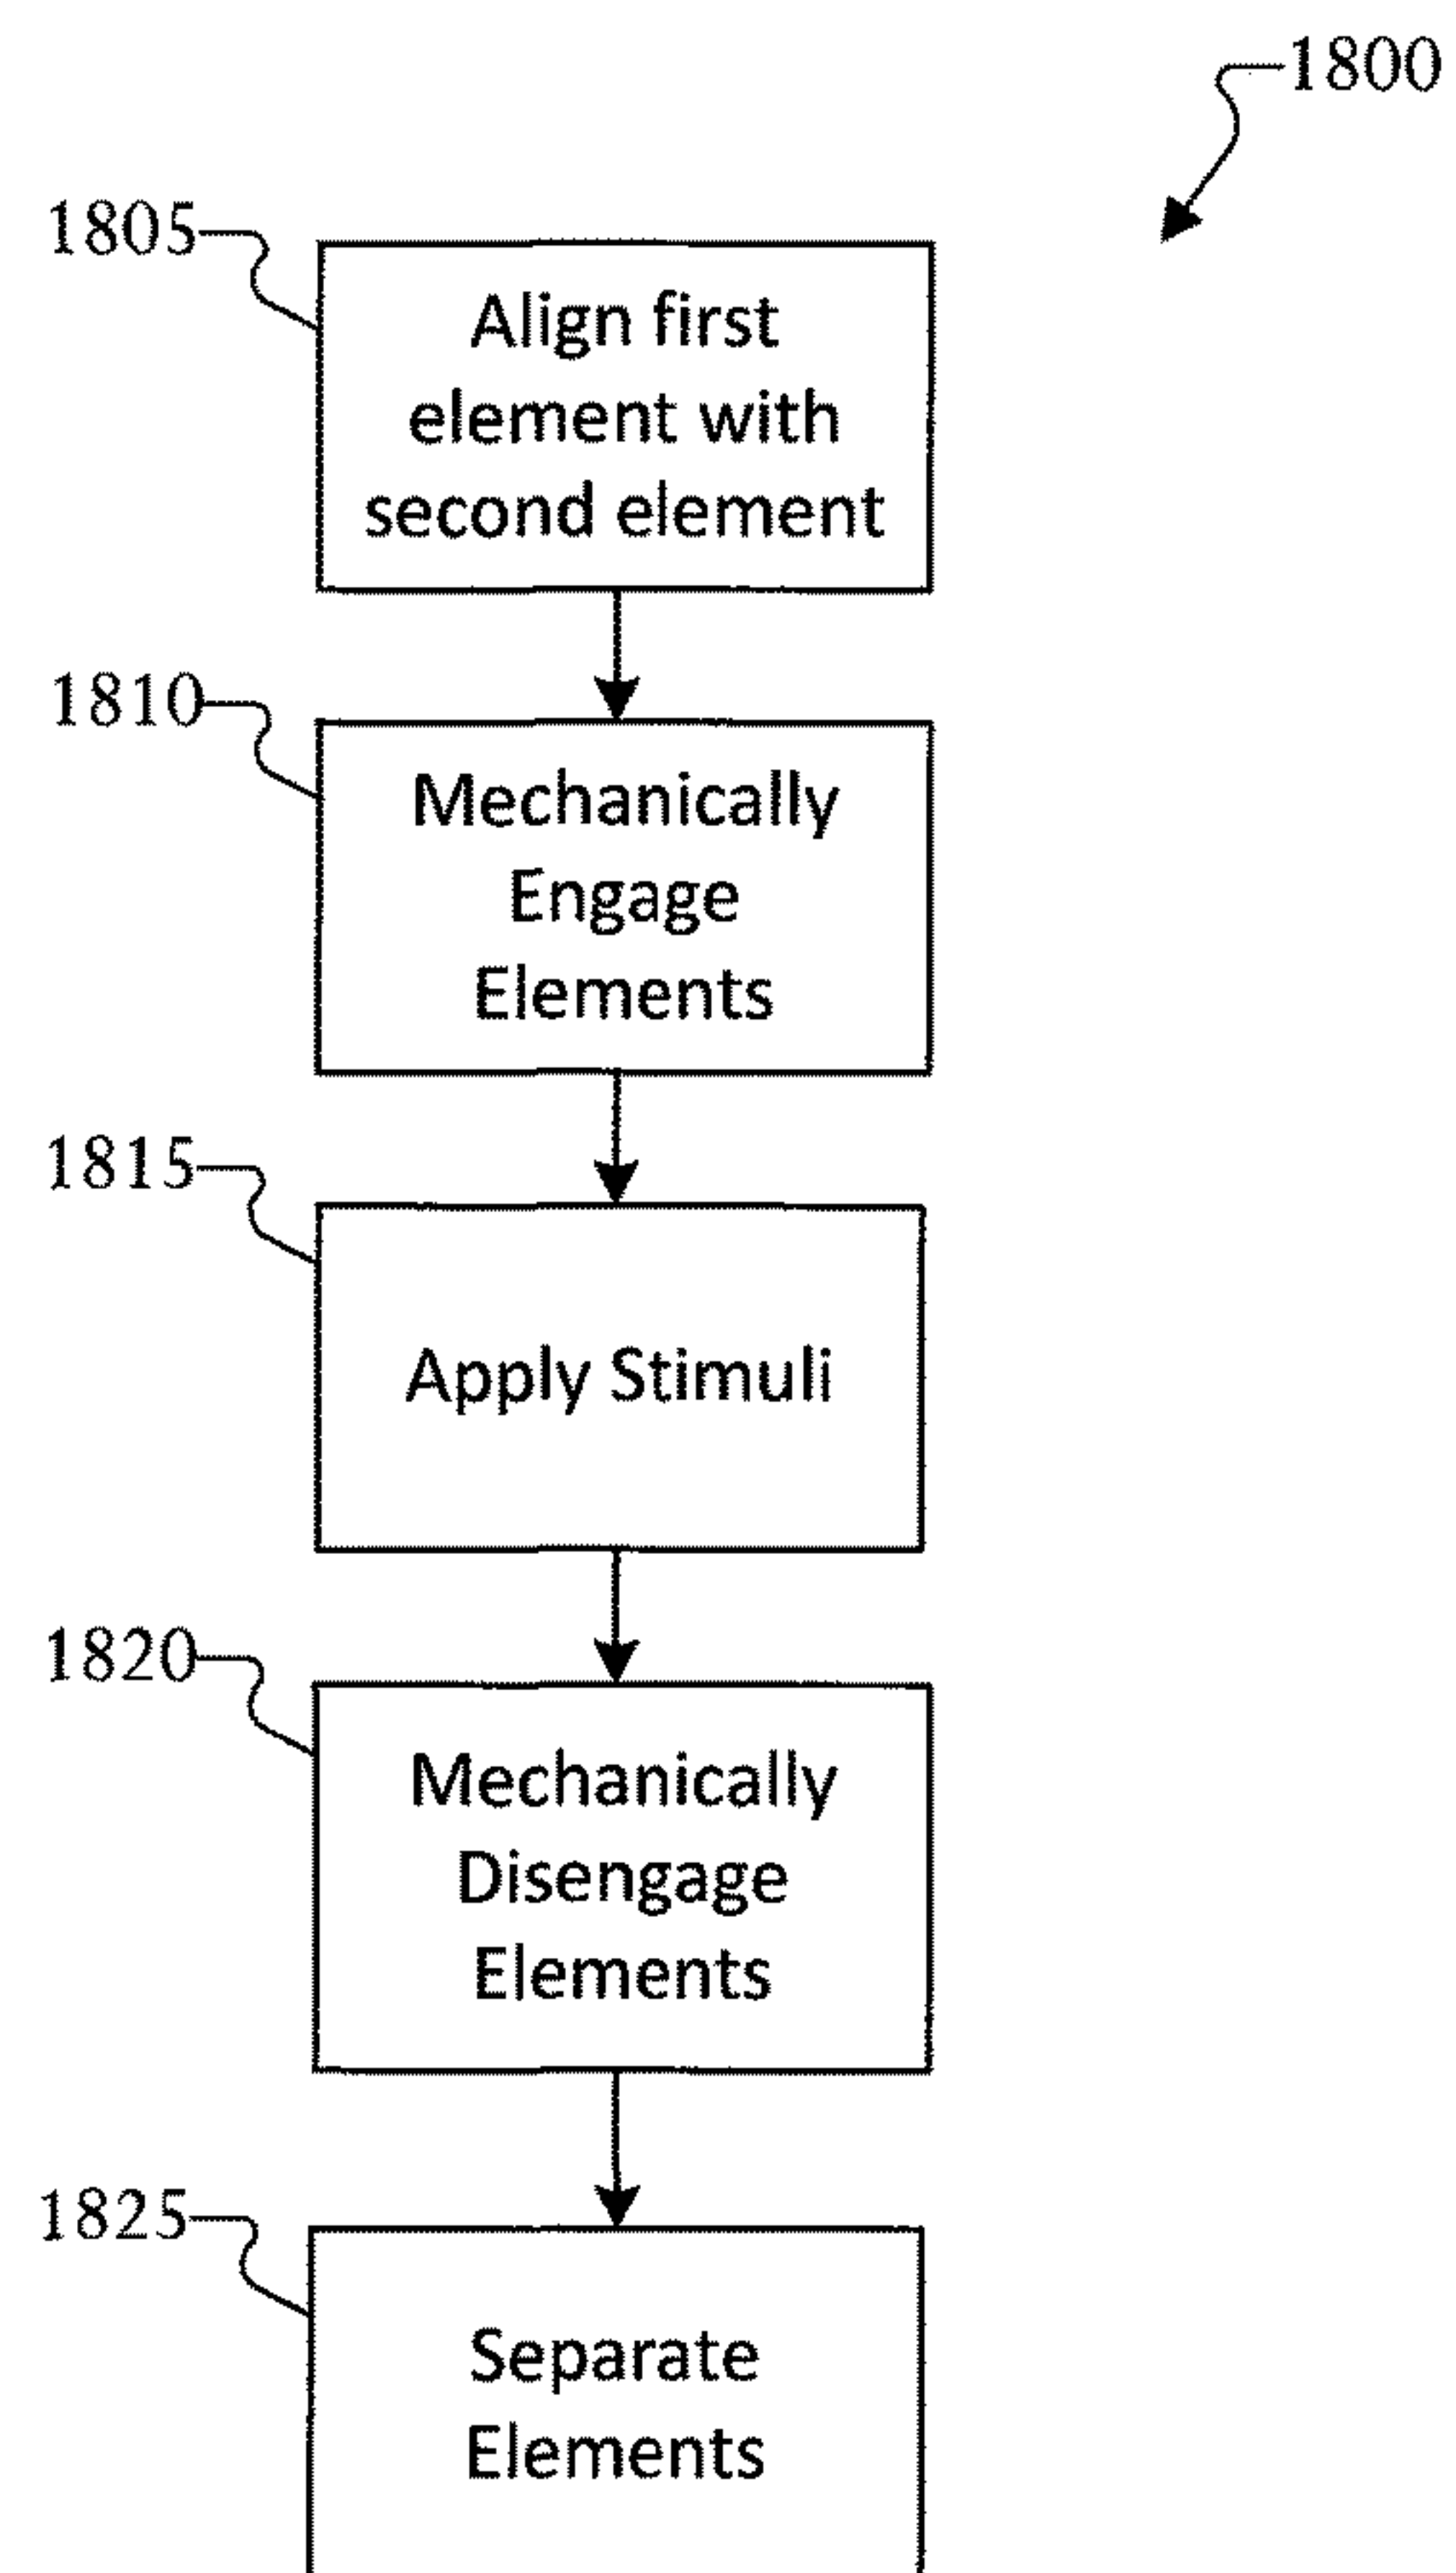 1800
1805
Align first
element with
second element
1810
Mechanically
Engage
Elements
1815
Apply Stimuli
1820
Mechanically
Disengage
Elements
1825
Separate
Elements